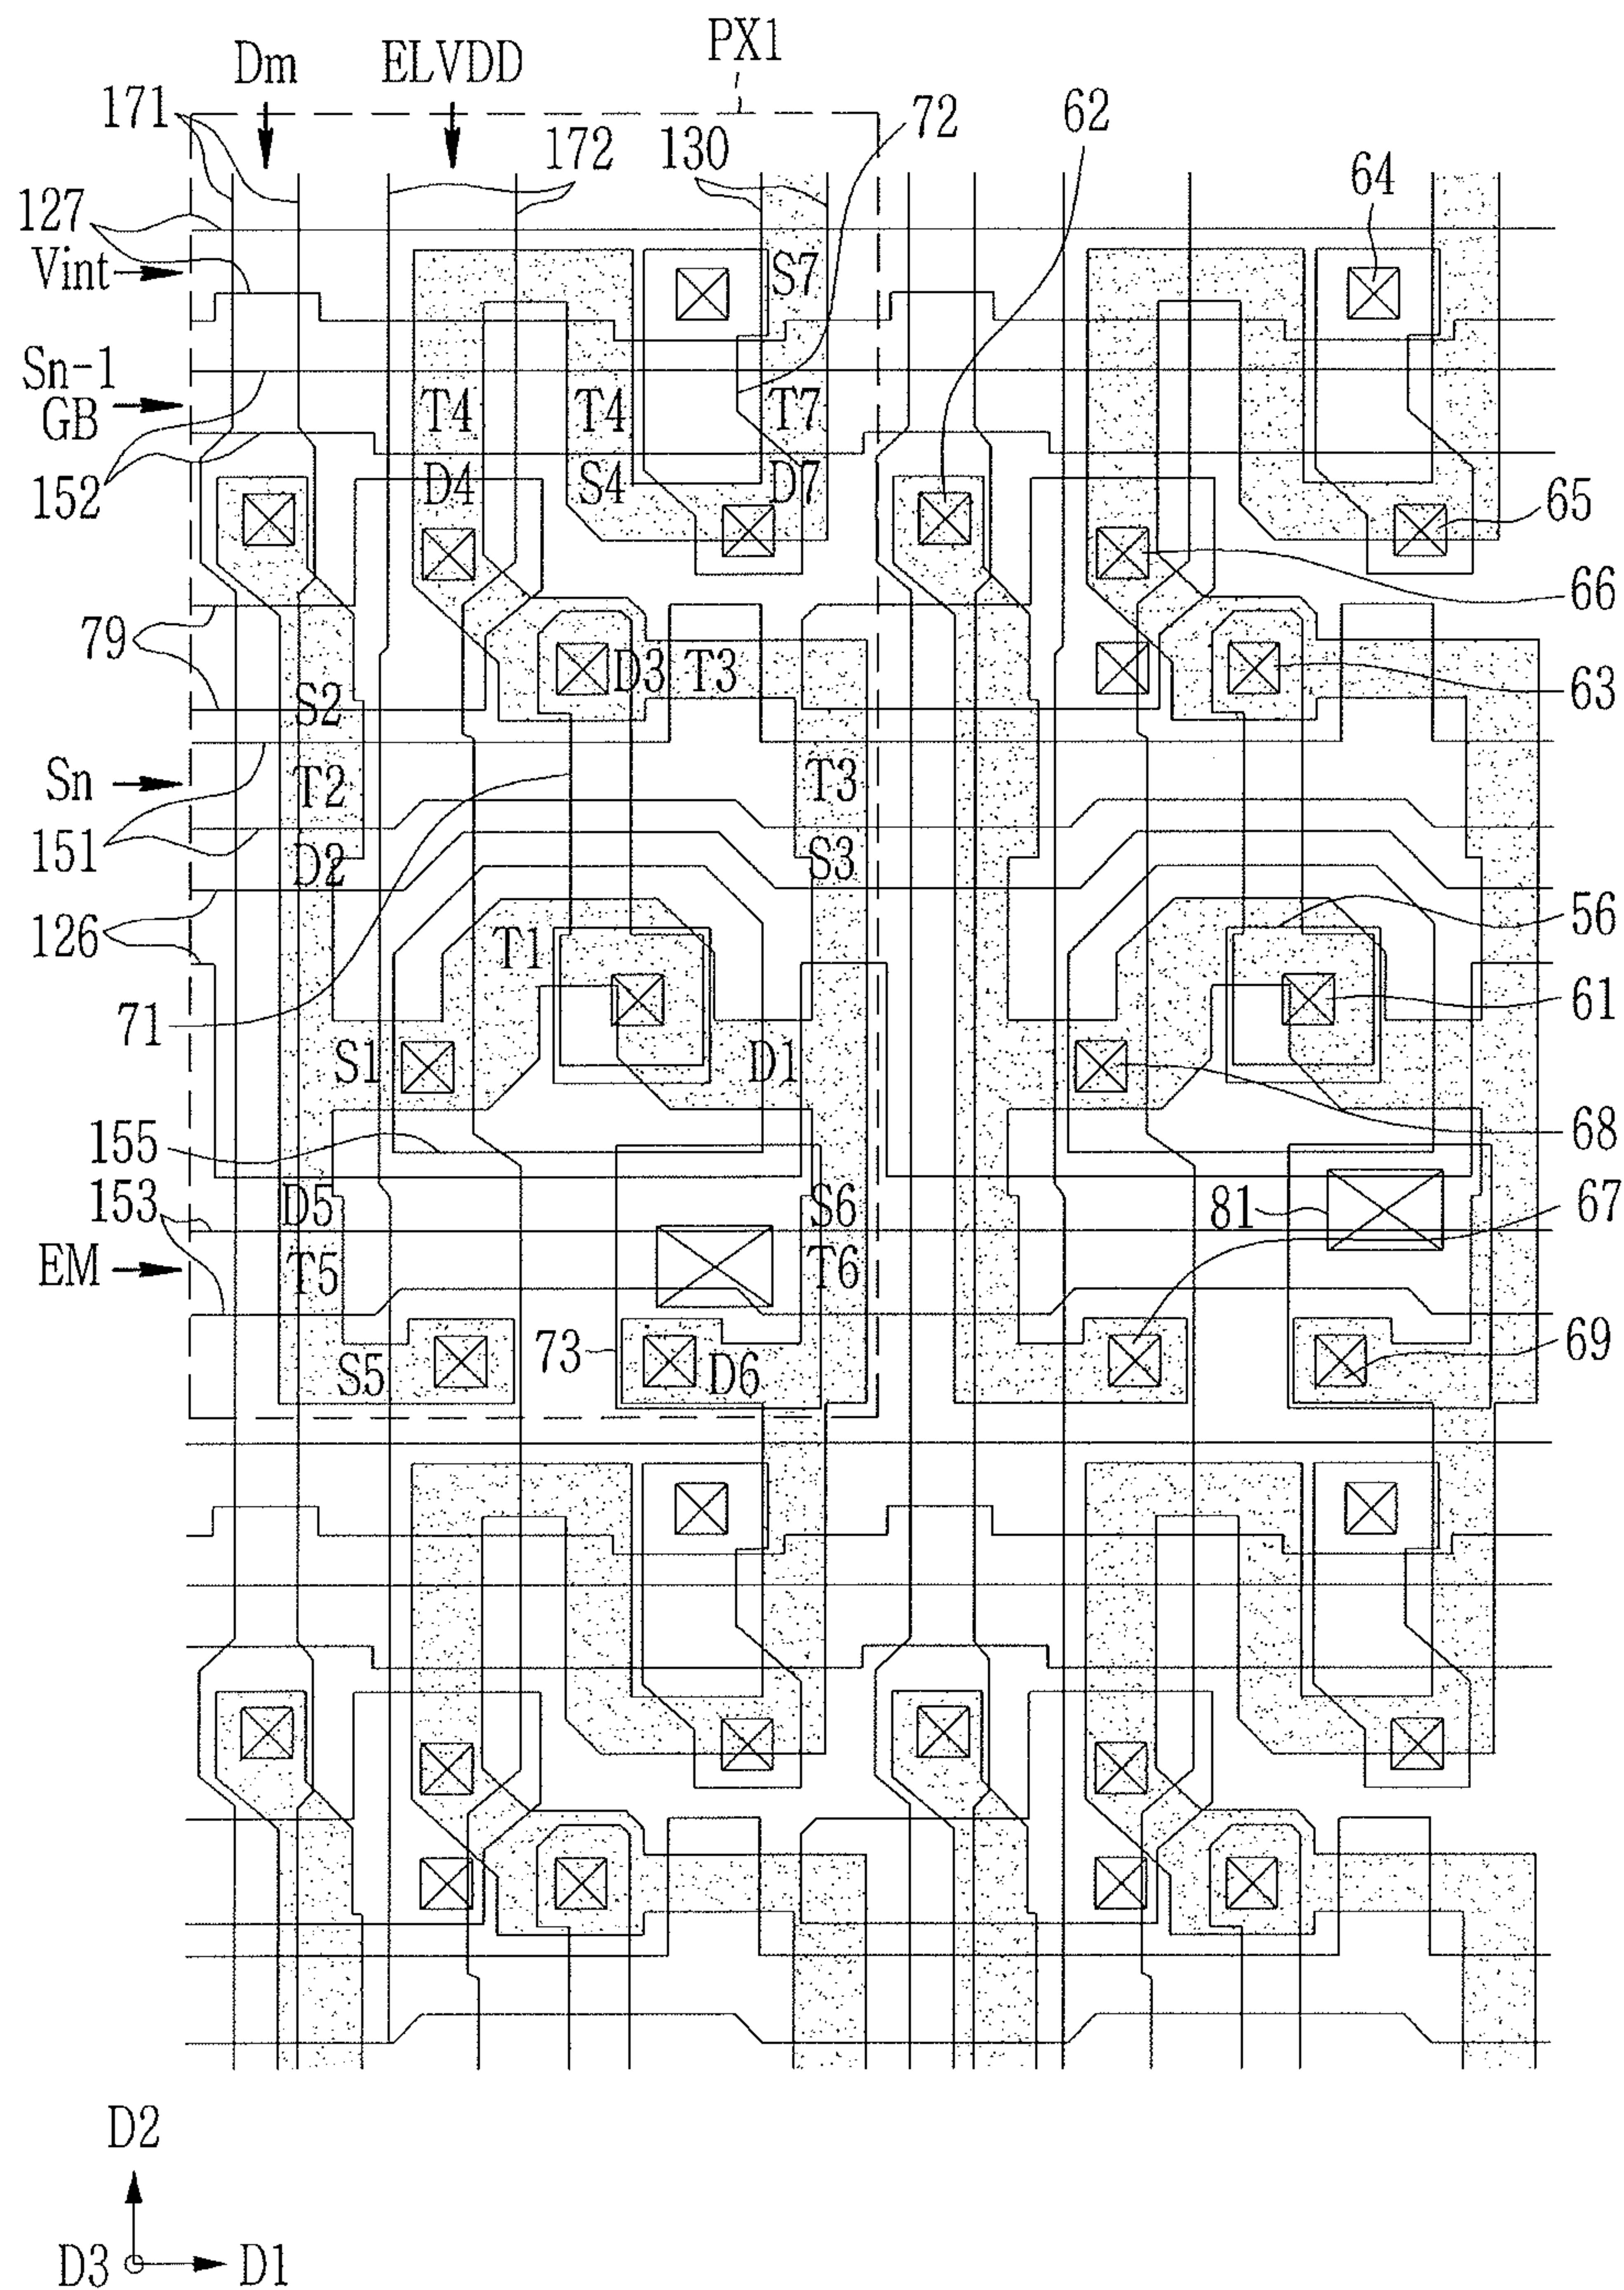 PX1
Dm
ELVDD
171
172
130
72
62
127
64
Vint
S7
Sn-1
GB
T4
T4
T7
152
D4
S4
D7
65
66
79
D3
T3
63
S2
Sn
T2
T3
151
D2
S3
126
T1
56
71
61
S1
D1
155
68
153
D5
S6
81
67
EM
T5
T6
73
S5
D6
69
D2
D3
D1